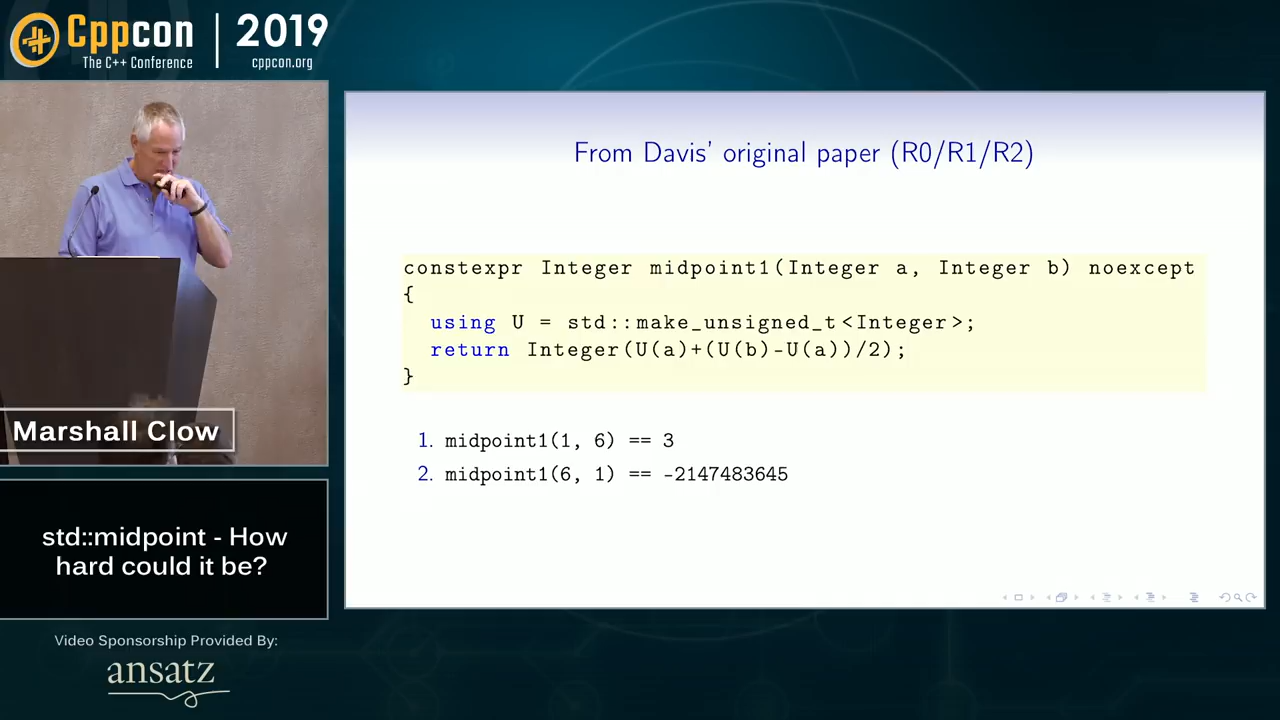 Cppcon | 2019
The C++ Conference cppcon.org
From Davis' original paper (R0/R1/R2)
constexpr Integer midpoint1(Integer a, Integer b) noexcept
{
using U = std::make_unsigned_t<Integer>;
return Integer(U(a)+(U(b)-U(a))/2);
}
1. midpoint1(1, 6) == 3
2. midpoint1(6, 1) == -2147483645
Marshall Clow
std::midpoint - How
hard could it be?
Video Sponsorship Provided By:
ansatz